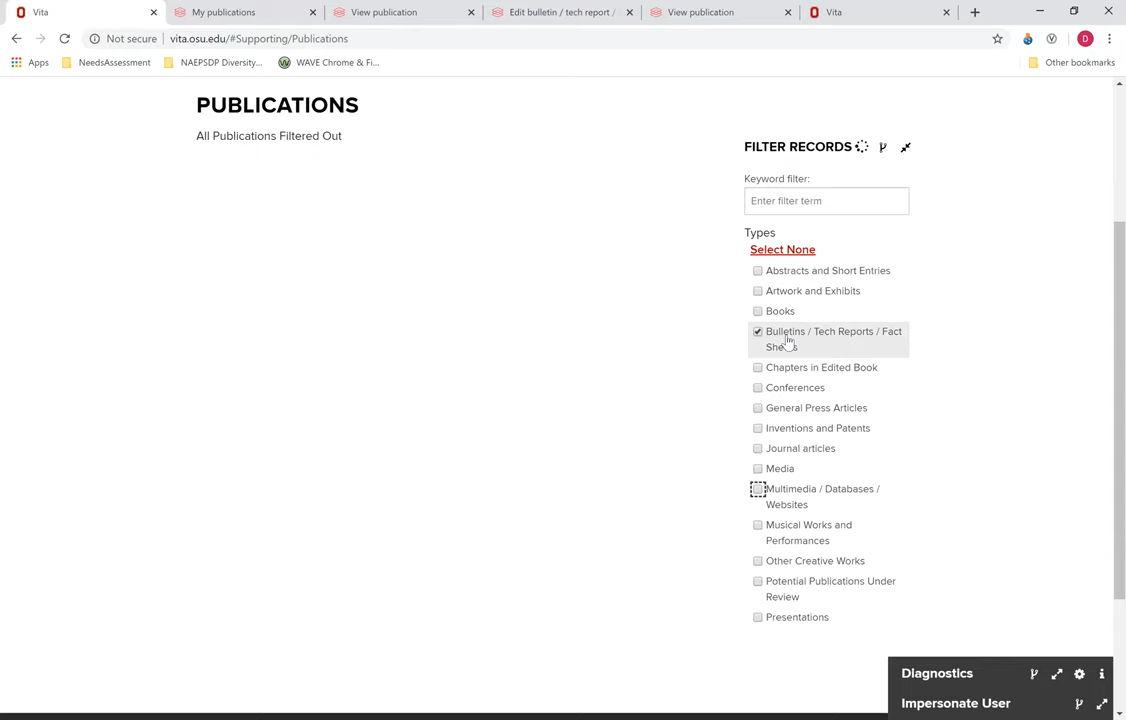 Vita
My publications
View publication
Edit bulletin / tech report /
View publication
Vita
Not secure
vita.osu.edu/#Supporting/Publications
Apps
NeedsAssessment
NAEPSDP Diversity...
WAVE Chrome & Fi...
Other bookmarks
PUBLICATIONS
All Publications Filtered Out
FILTER RECORDS
Keyword filter:
Enter filter term
Types
Select None
Abstracts and Short Entries
Artwork and Exhibits
Books
Bulletins / Tech Reports / Fact
Sheets
Chapters in Edited Book
Conferences
General Press Articles
Inventions and Patents
Journal articles
Media
Multimedia / Databases /
Websites
Musical Works and
Performances
Other Creative Works
Potential Publications Under
Review
Presentations
Diagnostics
Impersonate User